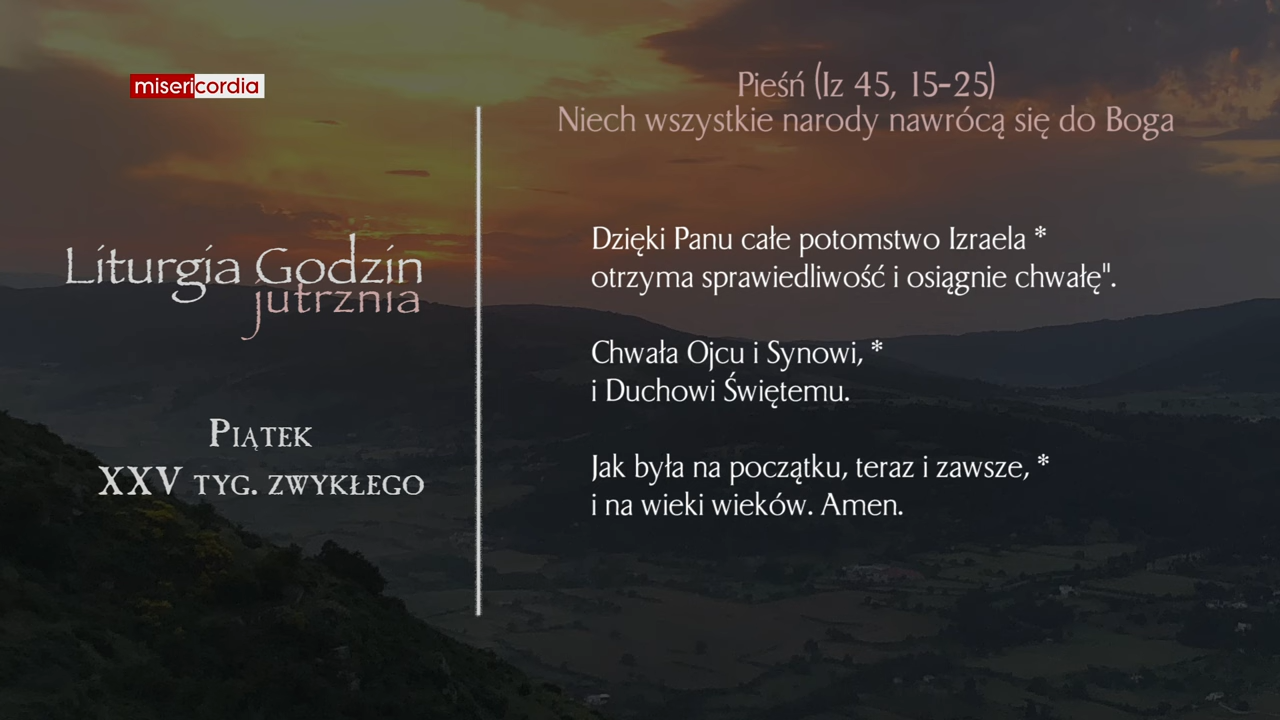 misericordia
Liturgia Godzin
jutrznia
Piątek
XXV tyg. zwykłego
Pieśń (Iz 45, 15-25)
Niech wszystkie narody nawrócą się do Boga
Dzięki Panu całe potomstwo Izraela *
otrzyma sprawiedliwość i osiągnie chwałę".
Chwała Ojcu i Synowi, *
i Duchowi Świętemu.
Jak była na początku, teraz i zawsze, *
i na wieki wieków. Amen.